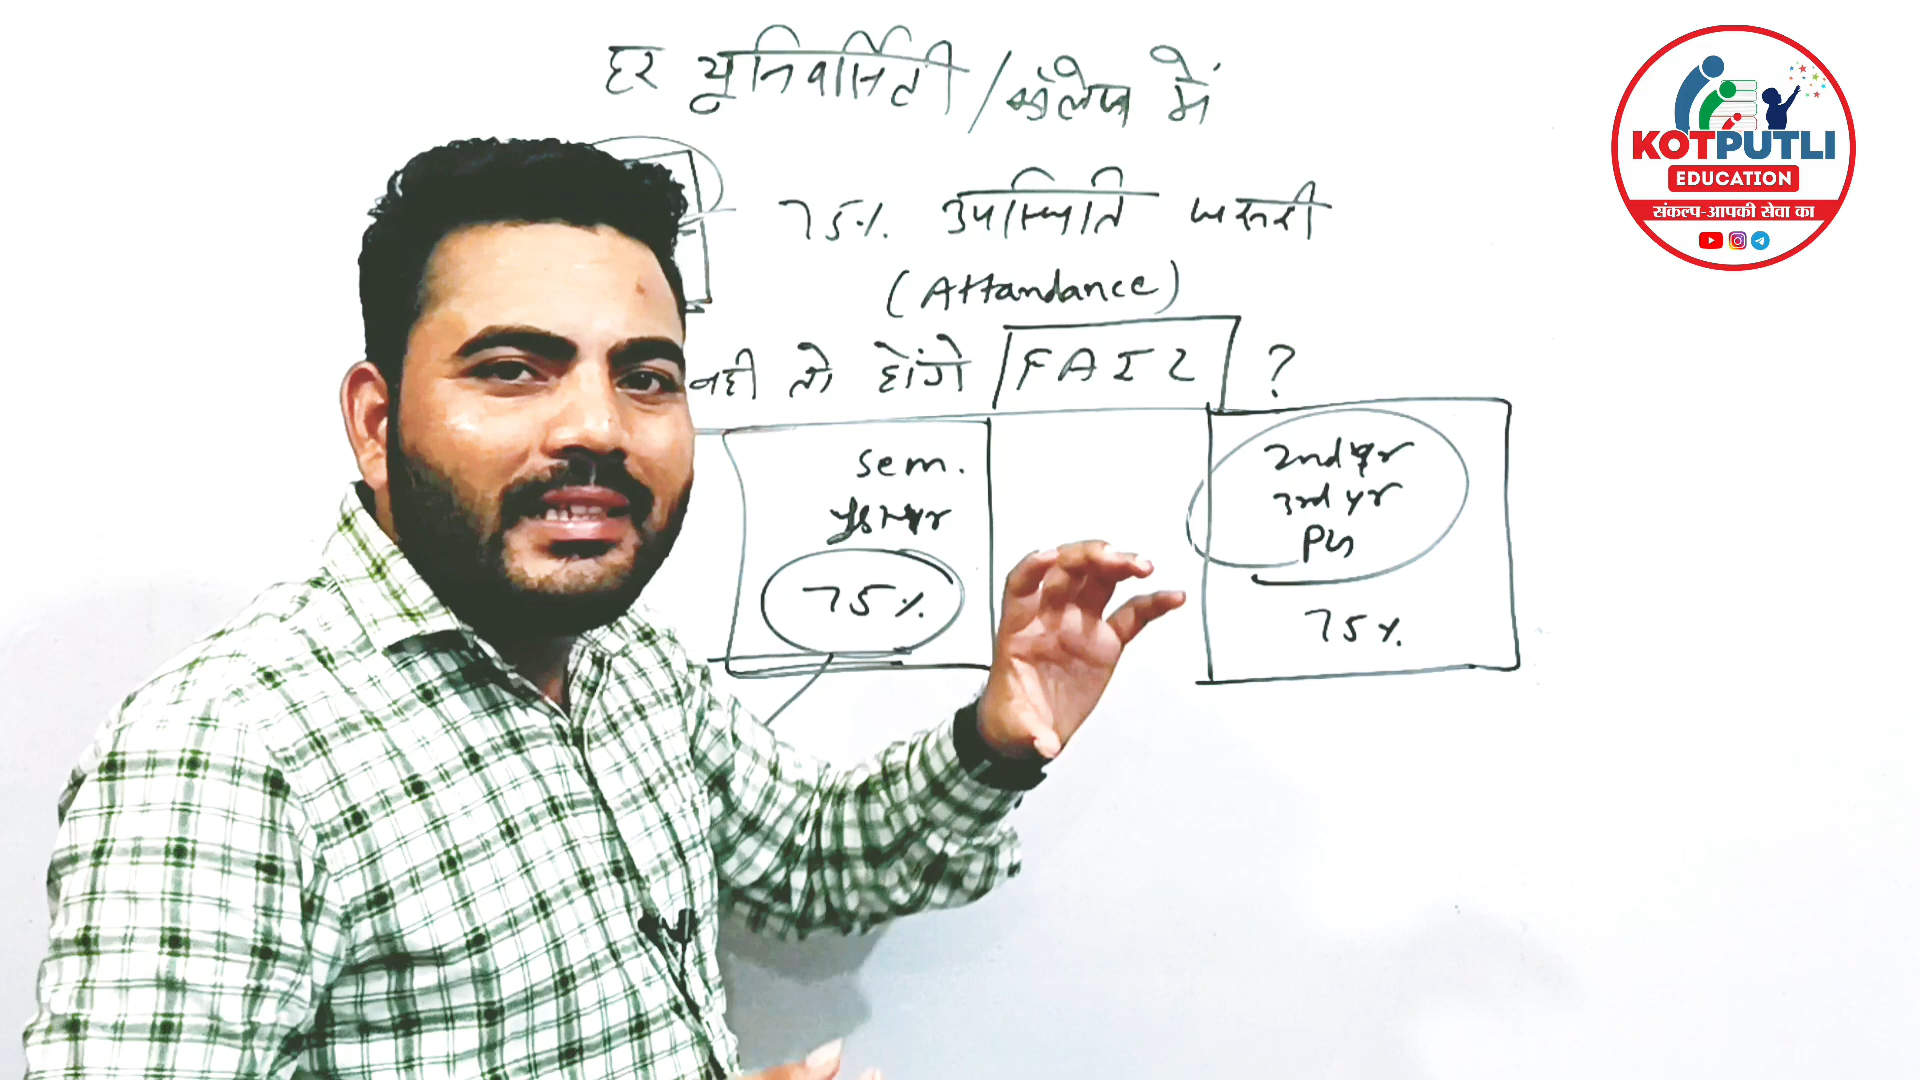 हर यूनिवर्सिटी/कॉलेज में
75% उपस्थिति जरूरी
(Attandance)
नही तो होंगे FAIL ?
sem.
75%
2nd yr
3rd yr
PG
75%
KOTPUTLI
EDUCATION
संकल्प-आपकी सेवा का